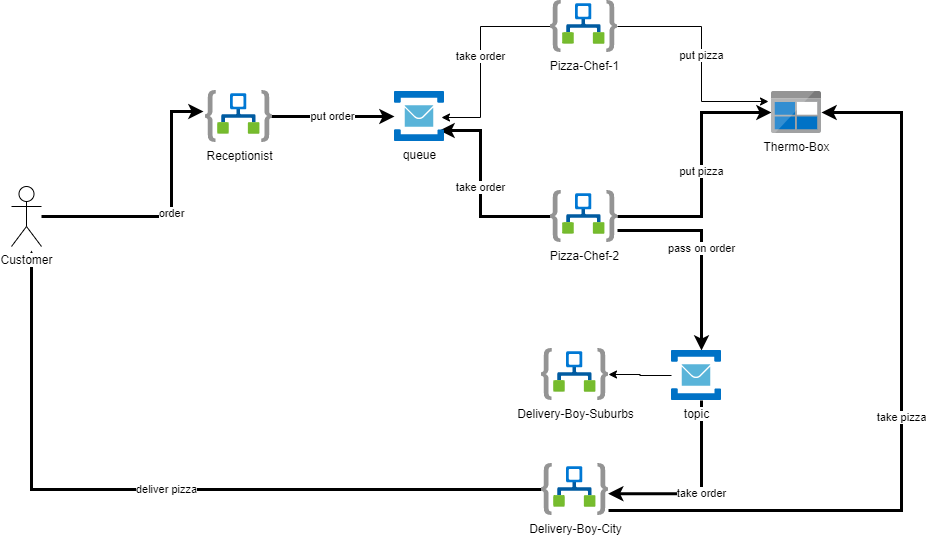 take order
Pizza-Chef-1
put pizza
put order
Receptionist
queue
Thermo-Box
take order
put pizza
order
Customer
Pizza-Chef-2
pass on order
Delivery-Boy-Suburbs
topic
take pizza
deliver pizza
take order
Delivery-Boy-City